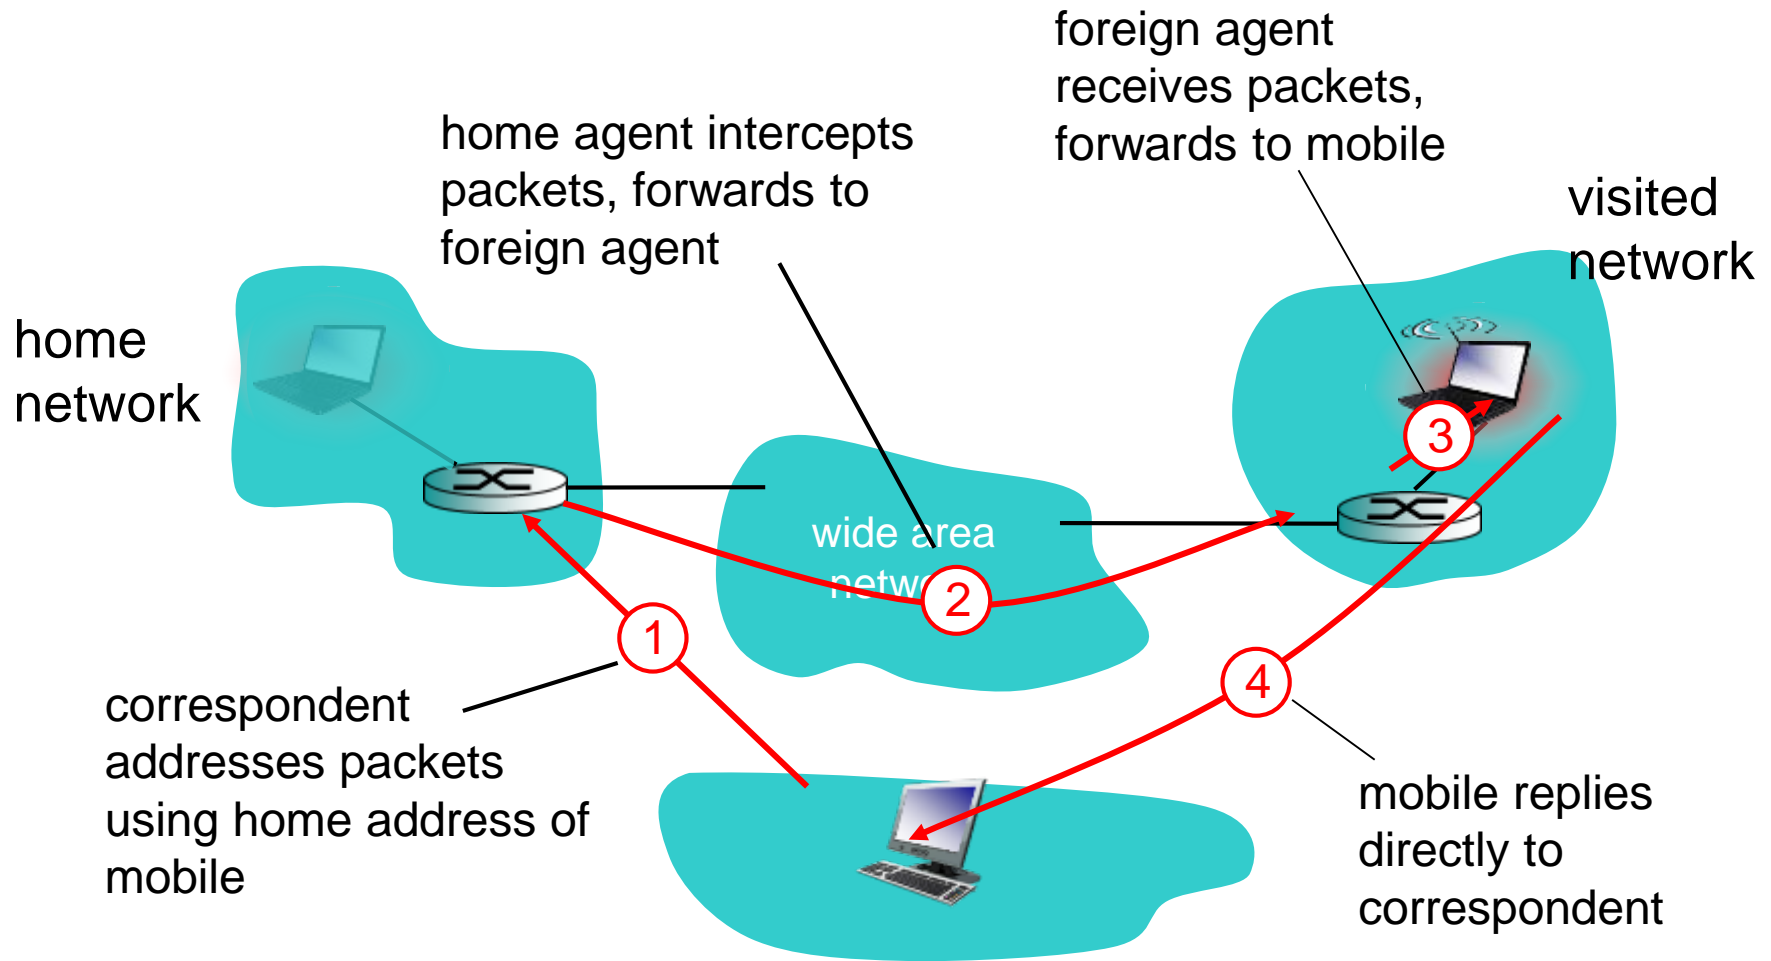 foreign agent
receives packets,
forwards to mobile
home agent intercepts
packets, forwards to
foreign agent
visited
network
home
network
wide area
network
3
2
1
4
correspondent
addresses packets
using home address of
mobile
mobile replies
directly to
correspondent